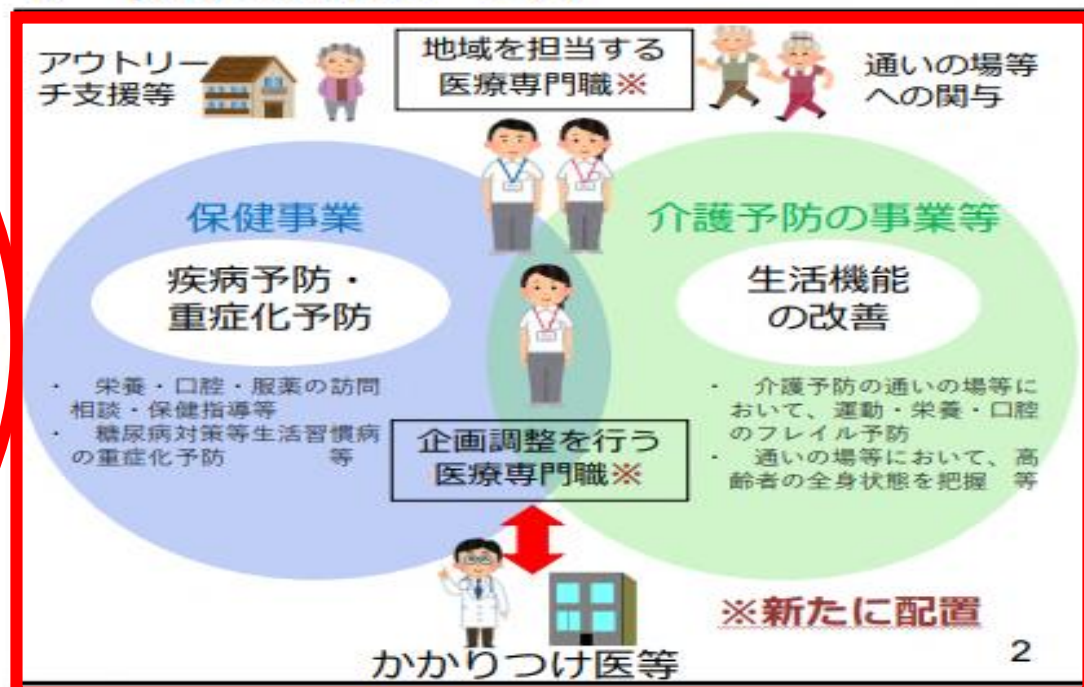 アウトリー
チ支援等
地域を担当する
医療専門職※
通いの場等
への関与
保健事業
疾病予防・
重症化予防
・　栄養・口腔・服薬の訪問
相談・保健指導等
・　糖尿病対策等生活習慣病
の重症化予防　　　　等
介護予防の事業等
生活機能
の改善
・　介護予防の通いの場等に
おいて、運動・栄養・口腔
のフレイル予防
・　通いの場等において、高
齢者の全身状態を把握　等
企画調整を行う
医療専門職※
かかりつけ医等
※新たに配置
2